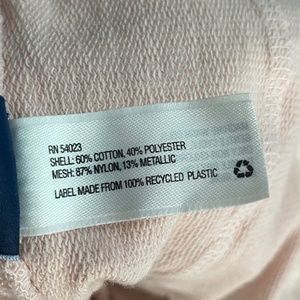 RN 54023
SHELL: 60% COTTON, 40% POLYESTER
MESH: 87% NYLON, 13% METALLIC
LABEL MADE FROM 100% RECYCLED PLASTIC